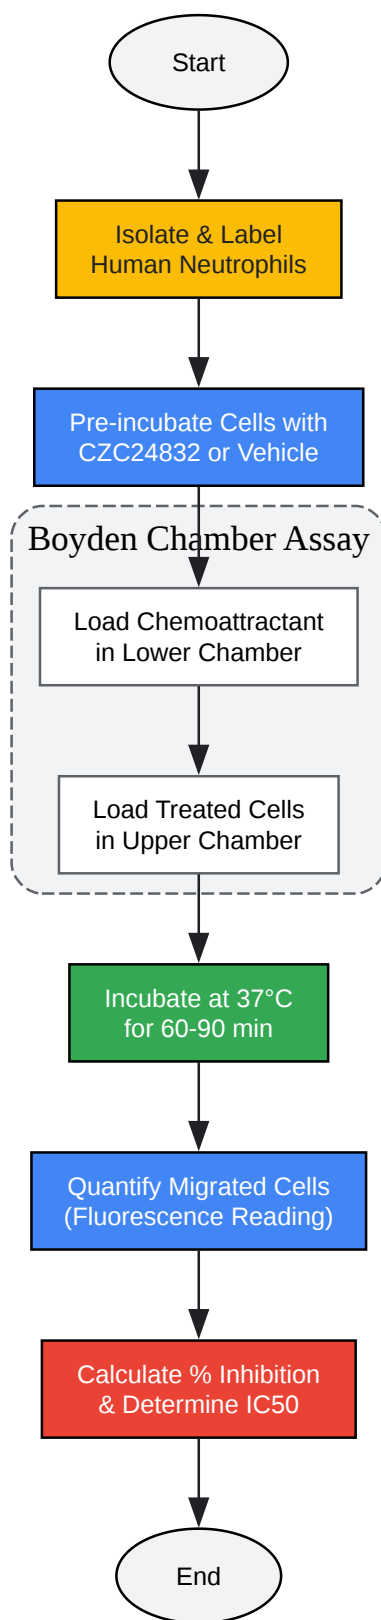 Start
Isolate & Label
Human Neutrophils
Pre-incubate Cells with
CZC24832 or Vehicle
Boyden Chamber Assay
Load Chemoattractant
in Lower Chamber
Load Treated Cells
in Upper Chamber
Incubate at 37°C
for 60-90 min
Quantify Migrated Cells
(Fluorescence Reading)
Calculate % Inhibition
& Determine IC50
End